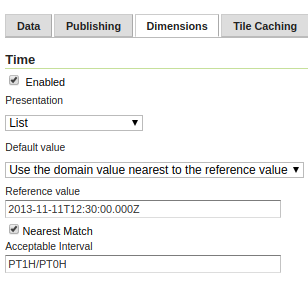 Data Publishing Dimensions Tile Caching
Time
Enabled
Presentation
List
Default value
Use the domain value nearest to the reference value
Reference value
2013-11-11T12:30:00.000Z
Nearest Match
Acceptable Interval
PT1H/PT0H